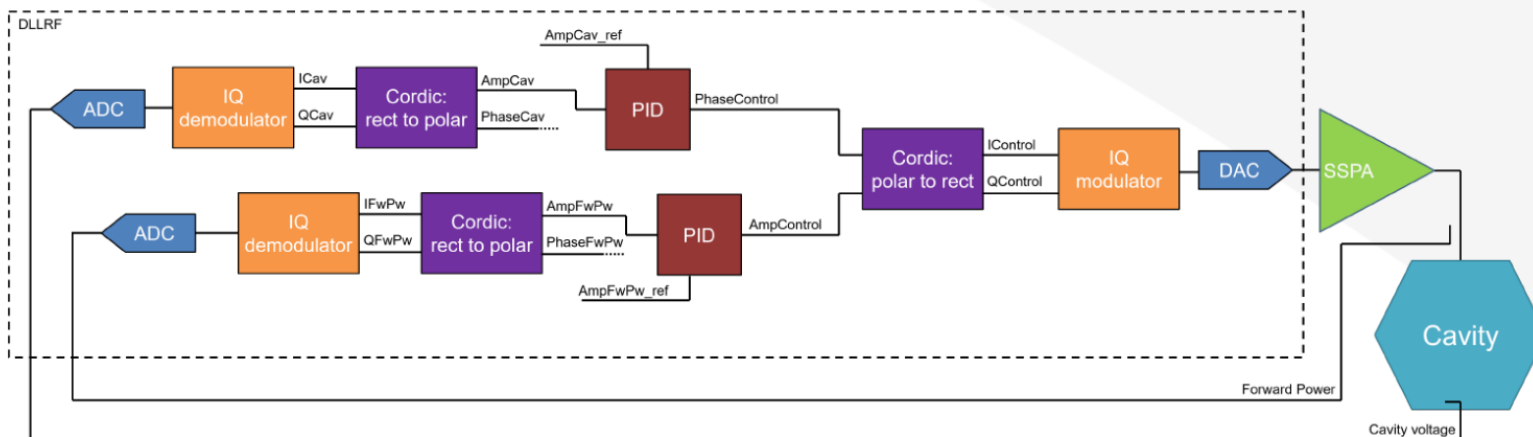 DLLRF
AmpCav_ref
ADC
IQ
demodulator
ICav
QCav
Cordic:
rect to polar
AmpCav
PhaseCav
PID
PhaseControl
ADC
IQ
demodulator
IFwPw
QFwPw
Cordic:
rect to polar
AmpFwPw
PhaseFwPw
PID
AmpControl
AmpFwPw_ref
Cordic:
polar to rect
IControl
QControl
IQ
modulator
DAC
SSPA
Cavity
Forward Power
Cavity voltage